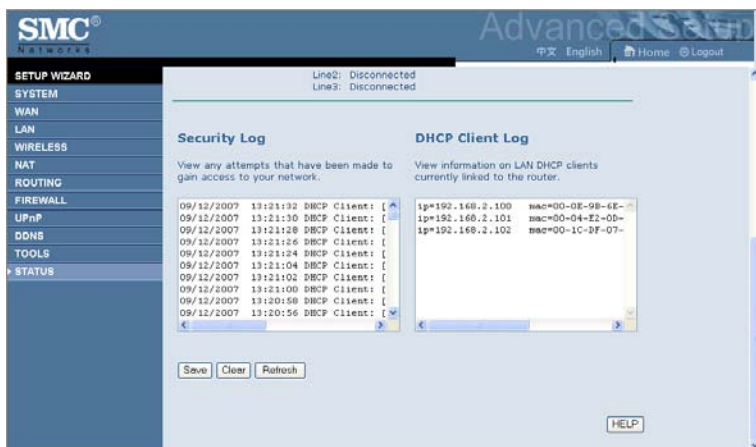 SMC®
Networks
Advanced Setup
中文 English Home Logout
SETUP WIZARD
SYSTEM
WAN
LAN
WIRELESS
NAT
ROUTING
FIREWALL
UPnP
DDNS
TOOLS
STATUS
Line2: Disconnected
Line3: Disconnected
Security Log
View any attempts that have been made to
gain access to your network.
09/12/2007 13:21:32 DHCP Client: [
09/12/2007 13:21:30 DHCP Client: [
09/12/2007 13:21:28 DHCP Client: [
09/12/2007 13:21:26 DHCP Client: [
09/12/2007 13:21:24 DHCP Client: [
09/12/2007 13:21:04 DHCP Client: [
09/12/2007 13:21:02 DHCP Client: [
09/12/2007 13:21:00 DHCP Client: [
09/12/2007 13:20:58 DHCP Client: [
09/12/2007 13:20:56 DHCP Client: [
DHCP Client Log
View information on LAN DHCP clients
currently linked to the router.
ip=192.168.2.100 mac=00-0E-9B-6E-
ip=192.168.2.101 mac=00-04-E2-0D-
ip=192.168.2.102 mac=00-1C-DF-07-
Save Clear Refresh
HELP